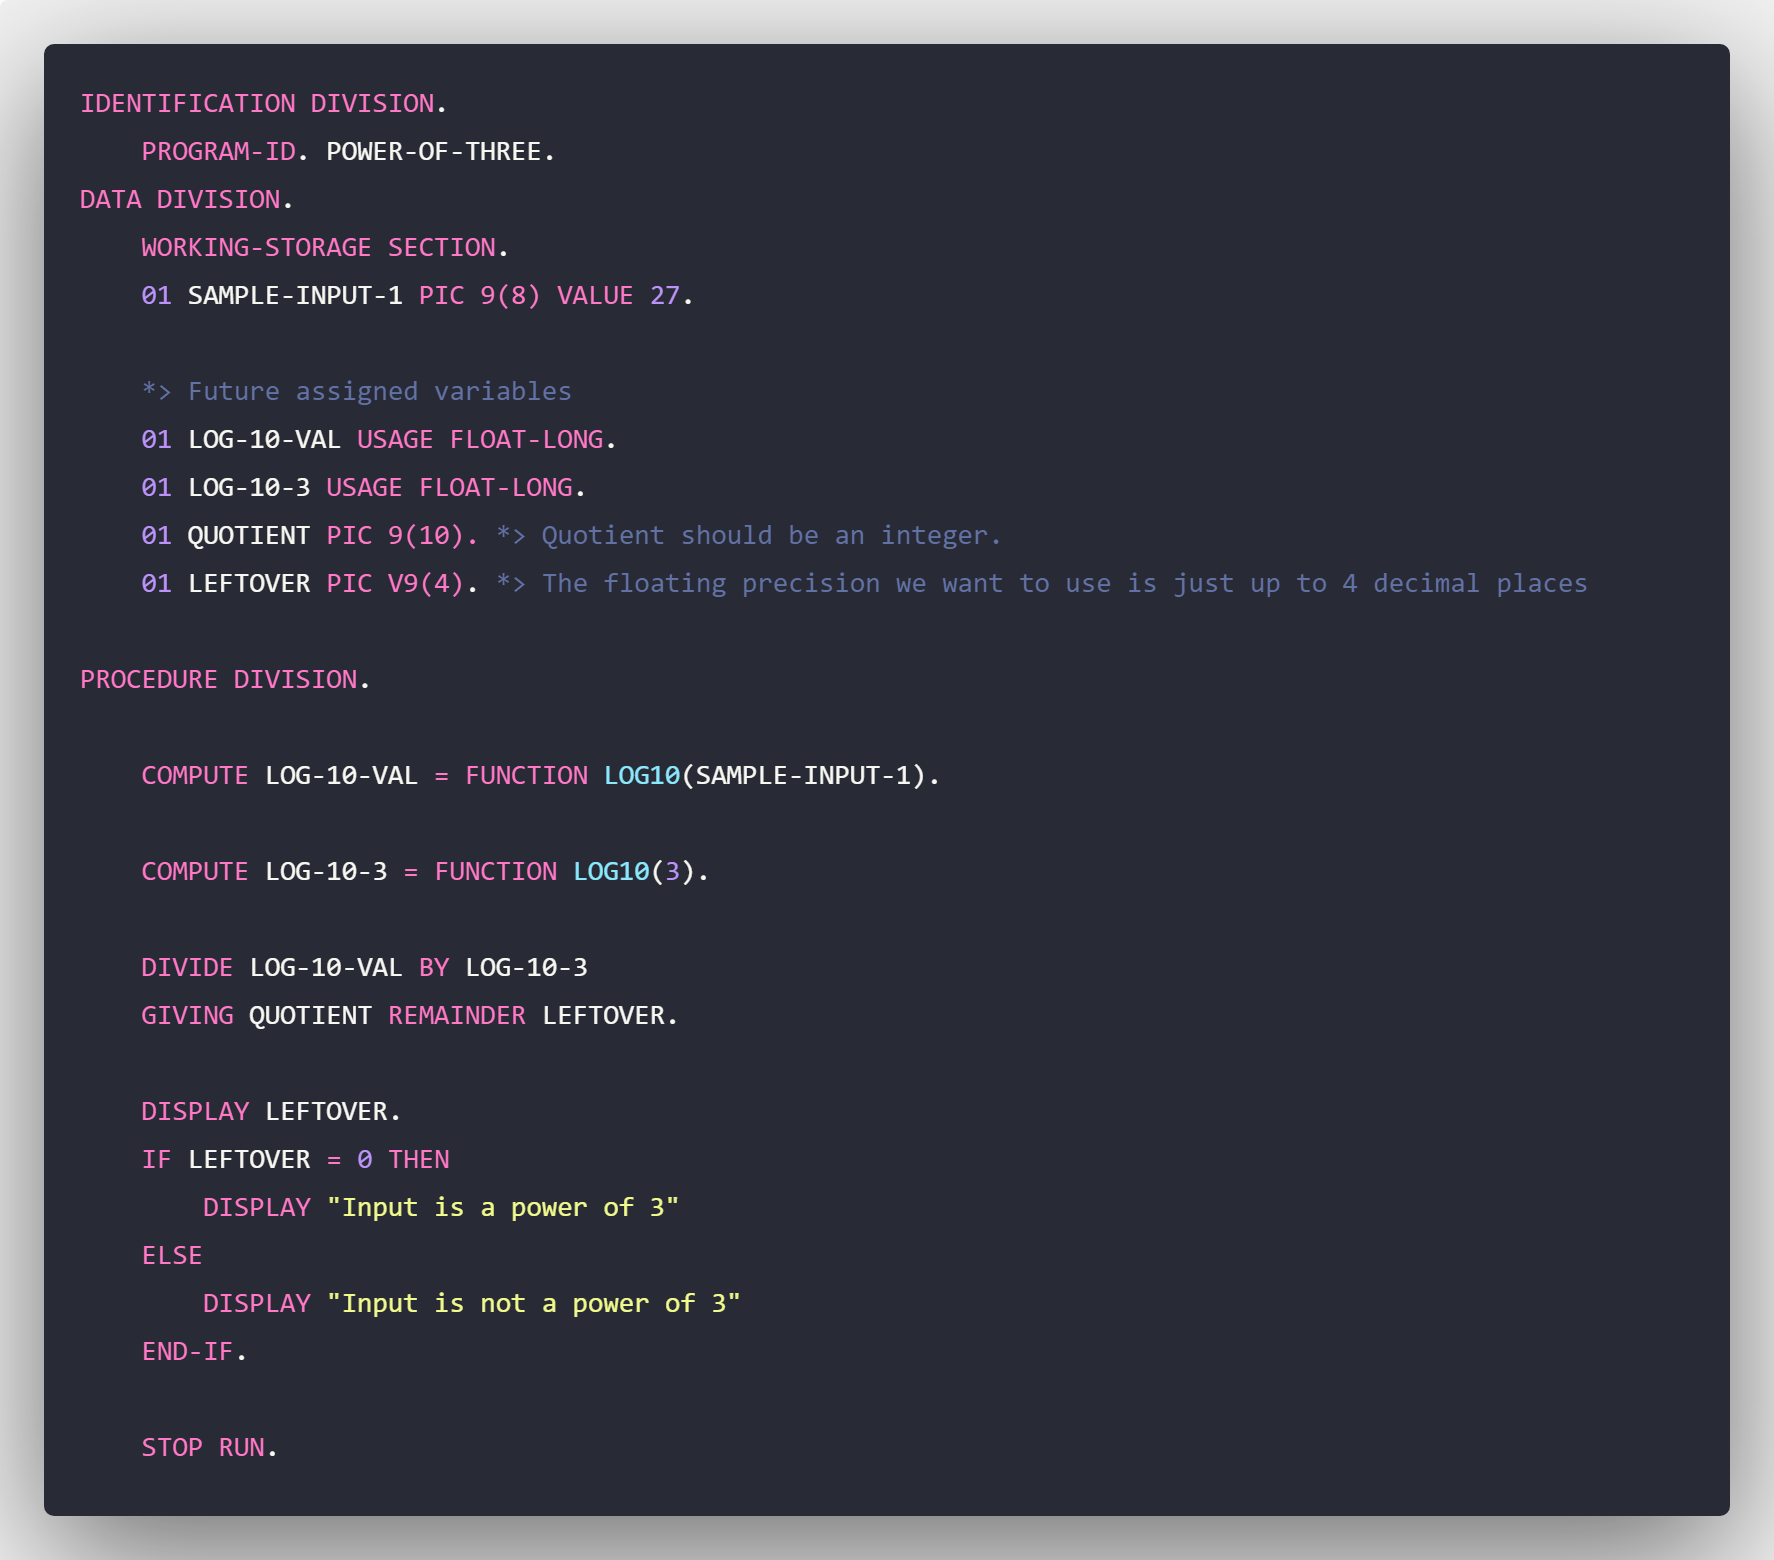 IDENTIFICATION DIVISION.
    PROGRAM-ID. POWER-OF-THREE.
DATA DIVISION.
    WORKING-STORAGE SECTION.
    01 SAMPLE-INPUT-1 PIC 9(8) VALUE 27.
    *> Future assigned variables
    01 LOG-10-VAL USAGE FLOAT-LONG.
    01 LOG-10-3 USAGE FLOAT-LONG.
    01 QUOTIENT PIC 9(10). *> Quotient should be an integer.
    01 LEFTOVER PIC V9(4). *> The floating precision we want to use is just up to 4 decimal places
PROCEDURE DIVISION.
    COMPUTE LOG-10-VAL = FUNCTION LOG10(SAMPLE-INPUT-1).
    COMPUTE LOG-10-3 = FUNCTION LOG10(3).
    DIVIDE LOG-10-VAL BY LOG-10-3
    GIVING QUOTIENT REMAINDER LEFTOVER.
    DISPLAY LEFTOVER.
    IF LEFTOVER = 0 THEN
        DISPLAY "Input is a power of 3"
    ELSE
        DISPLAY "Input is not a power of 3"
    END-IF.
    STOP RUN.